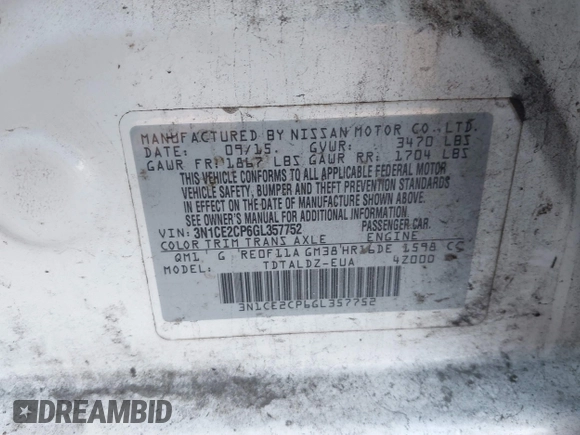 MANUFACTURED BY NISSAN MOTOR CO.,LTD.
DATE: 09/15. GVWR: 3470 LBS
GAWR FR: 1867 LBS GAWR RR: 1704 LBS
THIS VEHICLE CONFORMS TO ALL APPLICABLE FEDERAL MOTOR
VEHICLE SAFETY, BUMPER AND THEFT PREVENTION STANDARDS
IN EFFECT ON THE DATE OF MANUFACTURE SHOWN ABOVE.
SEE OWNER'S MANUAL FOR ADDITIONAL INFORMATION.
VIN: 3N1CE2CP6GL357752 PASSENGER CAR
COLOR TRIM TRANS AXLE ENGINE
QM1 G RE0F11A GM38 HR16DE 1598 CC
MODEL: TDTALDZ-EUA 4Z000
3N1CE2CP6GL357752
DREAMBID